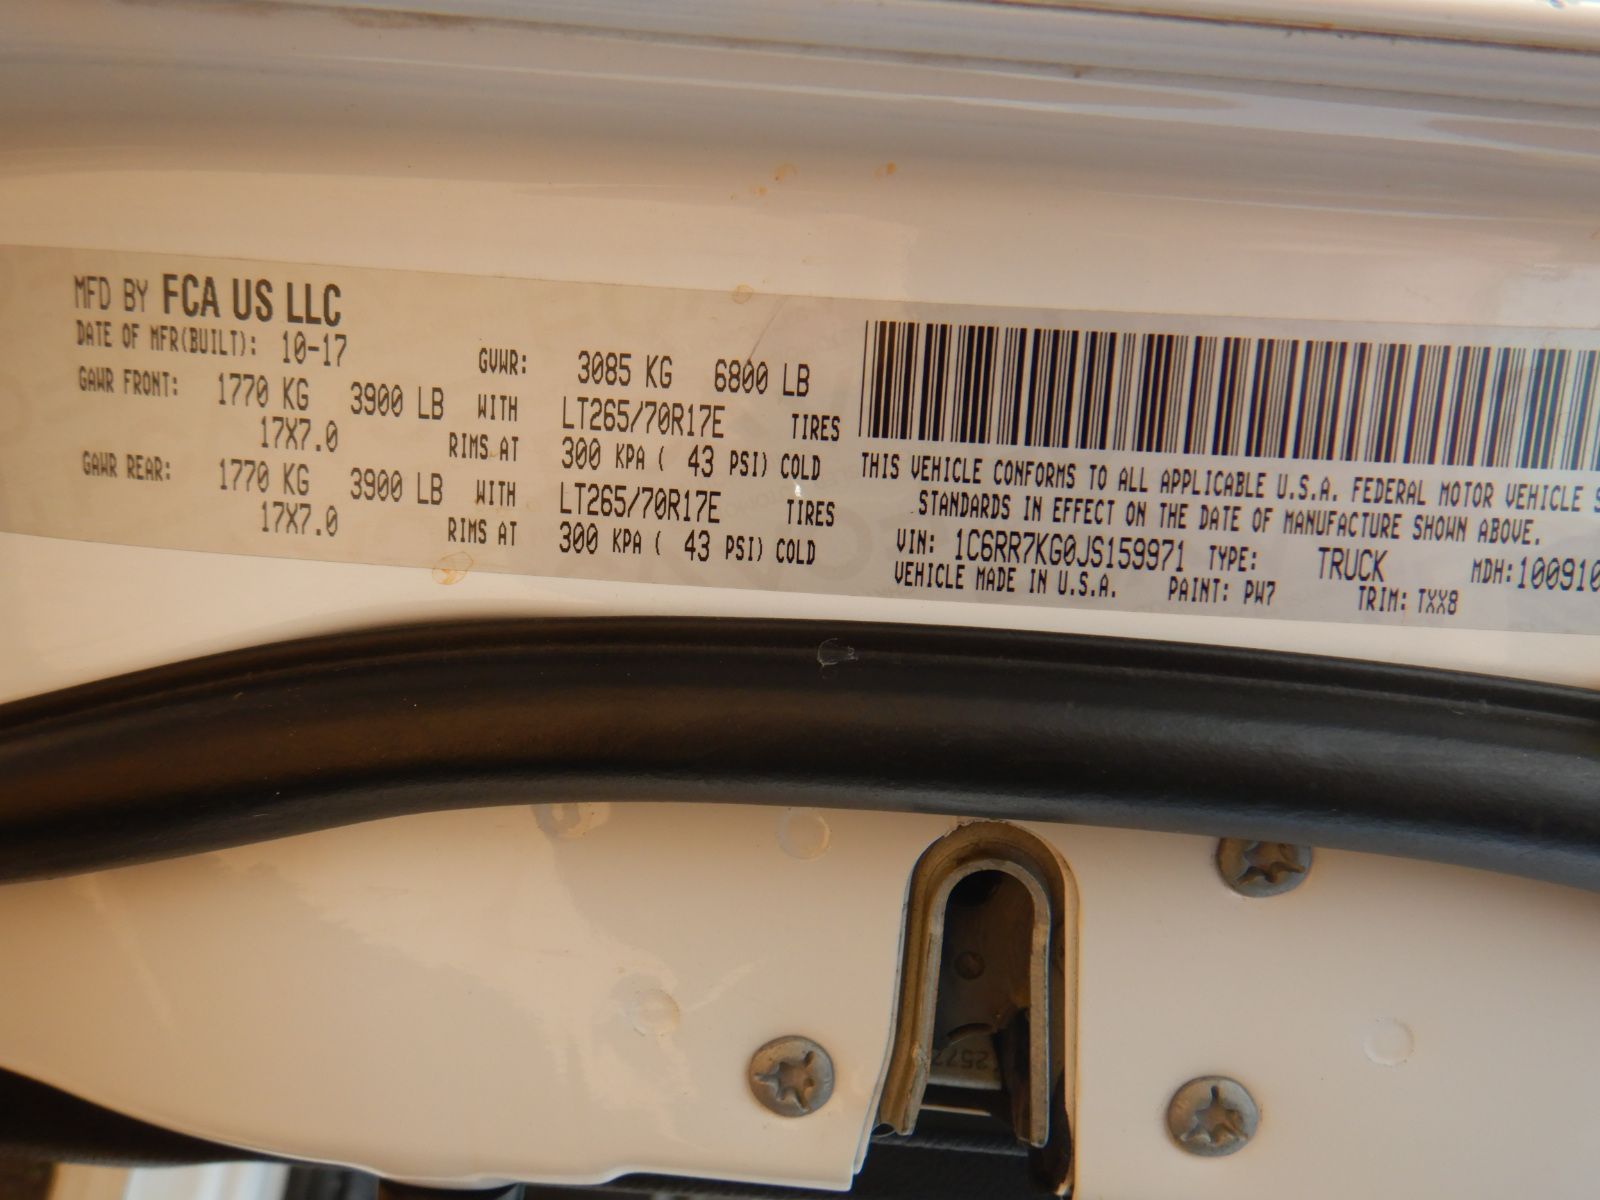 MFD BY FCA US LLC
DATE OF MFR(BUILT): 10-17 GVWR: 3085 KG 6800 LB
GAWR FRONT: 1770 KG 3900 LB WITH LT265/70R17E TIRES
17X7.0 RIMS AT 300 KPA ( 43 PSI) COLD
GAWR REAR: 1770 KG 3900 LB WITH LT265/70R17E TIRES
17X7.0 RIMS AT 300 KPA ( 43 PSI) COLD
THIS VEHICLE CONFORMS TO ALL APPLICABLE U.S.A. FEDERAL MOTOR VEHICLE S
STANDARDS IN EFFECT ON THE DATE OF MANUFACTURE SHOWN ABOVE.
VIN: 1C6RR7KG0JS159971 TYPE: TRUCK MDH:100910
VEHICLE MADE IN U.S.A. PAINT: PW7 TRIM: TXX8